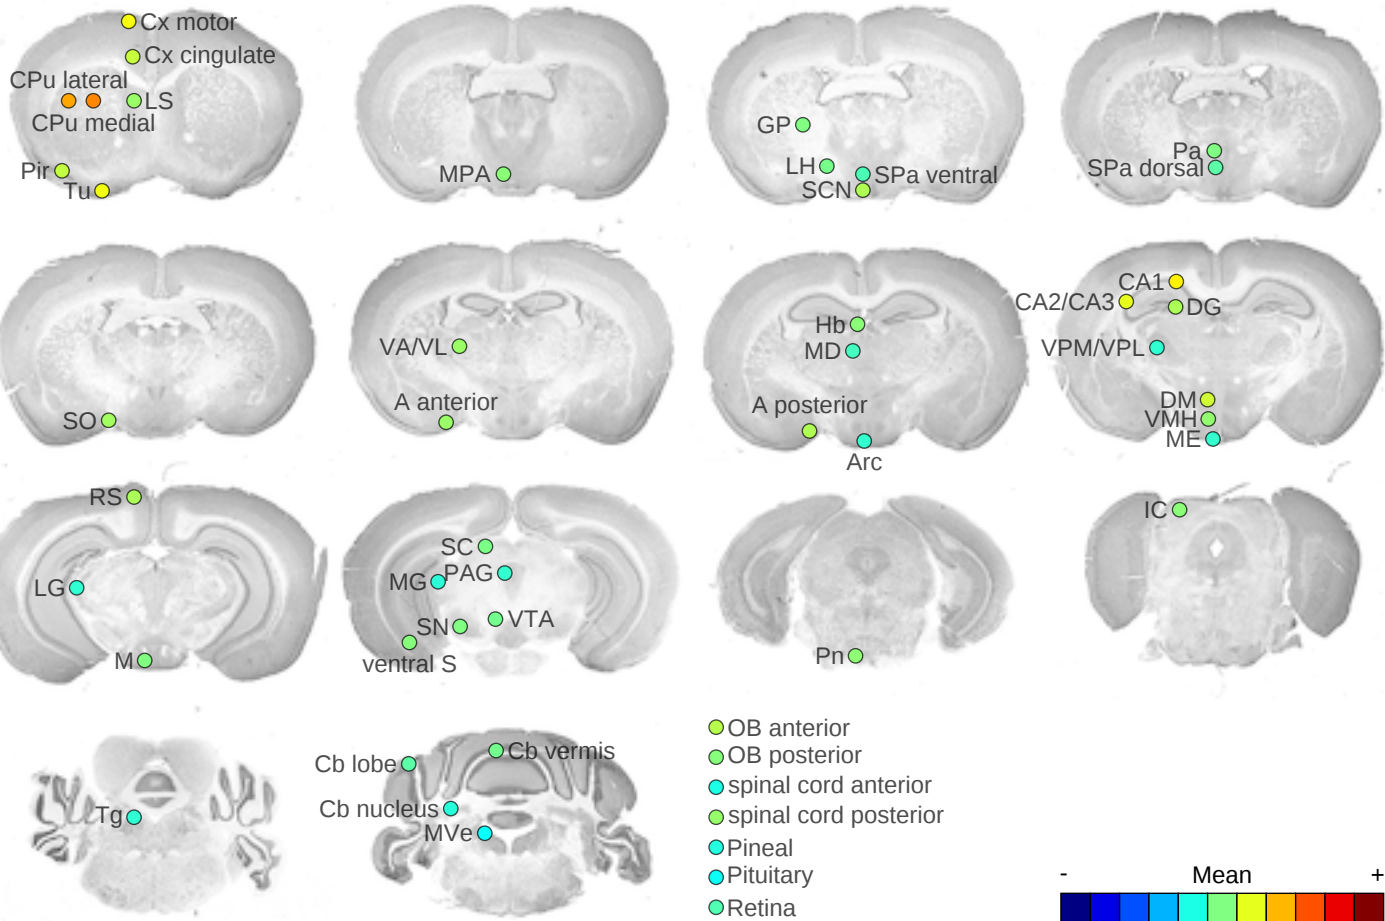 Cx motor
Cx cingulate
CPu lateral
LS
CPu medial
Pir
Tu
MPA
GP
LH
SPa ventral
SCN
Pa
SPa dorsal
SO
VA/VL
A anterior
Hb
MD
A posterior
Arc
CA1
CA2/CA3
DG
VPM/VPL
DM
VMH
ME
RS
LG
M
SC
MG
PAG
SN
VTA
ventral S
Pn
IC
Tg
Cb lobe
Cb vermis
Cb nucleus
MVe
OB anterior
OB posterior
spinal cord anterior
spinal cord posterior
Pineal
Pituitary
Retina
- Mean +